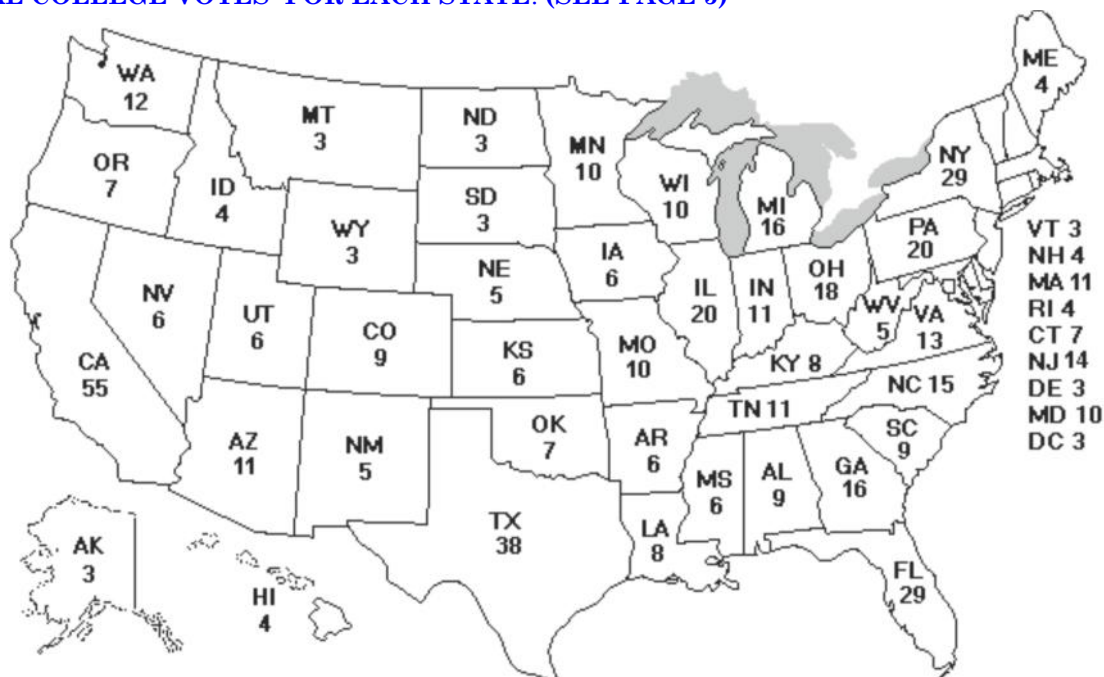 AL COLLEGE VOTES FOR EACH STATE. (SEE PAGE 3)
WA
12
MT
3
ND
3
MN
10
ME
4
OR
7
ID
4
SD
3
WI
10
MI
16
NY
29
WY
3
PA
20
NE
5
IA
6
NV
6
UT
6
CO
9
IL
20
IN
11
OH
18
WV
5
VA
13
CA
55
KS
6
MO
10
KY 8
NC 15
TN 11
AZ
11
NM
5
OK
7
AR
6
SC
9
MS
6
AL
9
GA
16
TX
38
LA
8
FL
29
AK
3
HI
4
VT 3
NH 4
MA 11
RI 4
CT 7
NJ 14
DE 3
MD 10
DC 3